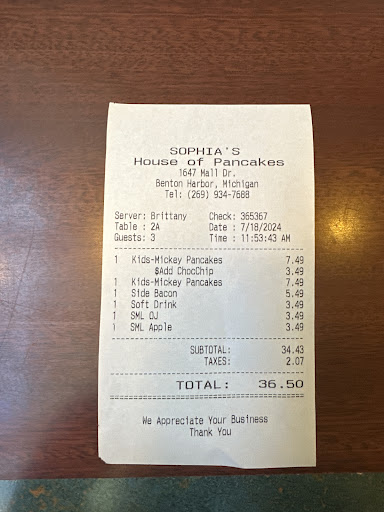 SOPHIA'S
House of Pancakes
1647 Mall Dr.
Benton Harbor, Michigan
Tel: (269) 934-7688
Server: Brittany Check: 365367
Table : 2A Date : 7/18/2024
Guests: 3 Time : 11:53:43 AM
1 Kids-Mickey Pancakes 7.49
$Add ChocChip 3.49
1 Kids-Mickey Pancakes 7.49
1 Side Bacon 5.49
1 Soft Drink 3.49
1 SML OJ 3.49
1 SML Apple 3.49
SUBTOTAL: 34.43
TAXES: 2.07
TOTAL: 36.50
We Appreciate Your Business
Thank You